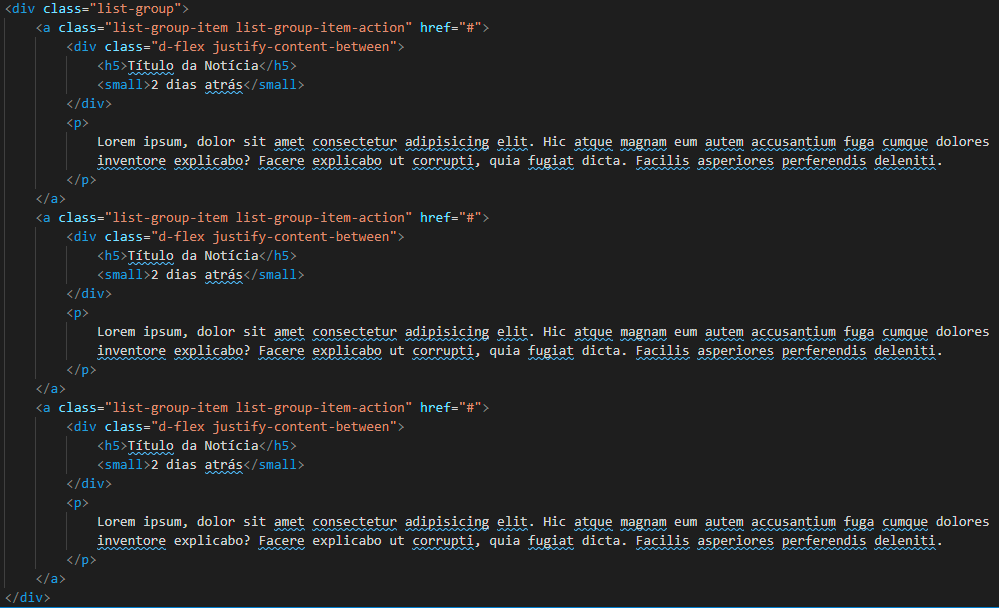 <div class="list-group">
    <a class="list-group-item list-group-item-action" href="#">
        <div class="d-flex justify-content-between">
            <h5>Título da Notícia</h5>
            <small>2 dias atrás</small>
        </div>
        <p>
            Lorem ipsum, dolor sit amet consectetur adipisicing elit. Hic atque magnam eum autem accusantium fuga cumque dolores
            inventore explicabo? Facere explicabo ut corrupti, quia fugiat dicta. Facilis asperiores perferendis deleniti.
        </p>
    </a>
    <a class="list-group-item list-group-item-action" href="#">
        <div class="d-flex justify-content-between">
            <h5>Título da Notícia</h5>
            <small>2 dias atrás</small>
        </div>
        <p>
            Lorem ipsum, dolor sit amet consectetur adipisicing elit. Hic atque magnam eum autem accusantium fuga cumque dolores
            inventore explicabo? Facere explicabo ut corrupti, quia fugiat dicta. Facilis asperiores perferendis deleniti.
        </p>
    </a>
    <a class="list-group-item list-group-item-action" href="#">
        <div class="d-flex justify-content-between">
            <h5>Título da Notícia</h5>
            <small>2 dias atrás</small>
        </div>
        <p>
            Lorem ipsum, dolor sit amet consectetur adipisicing elit. Hic atque magnam eum autem accusantium fuga cumque dolores
            inventore explicabo? Facere explicabo ut corrupti, quia fugiat dicta. Facilis asperiores perferendis deleniti.
        </p>
    </a>
</div>